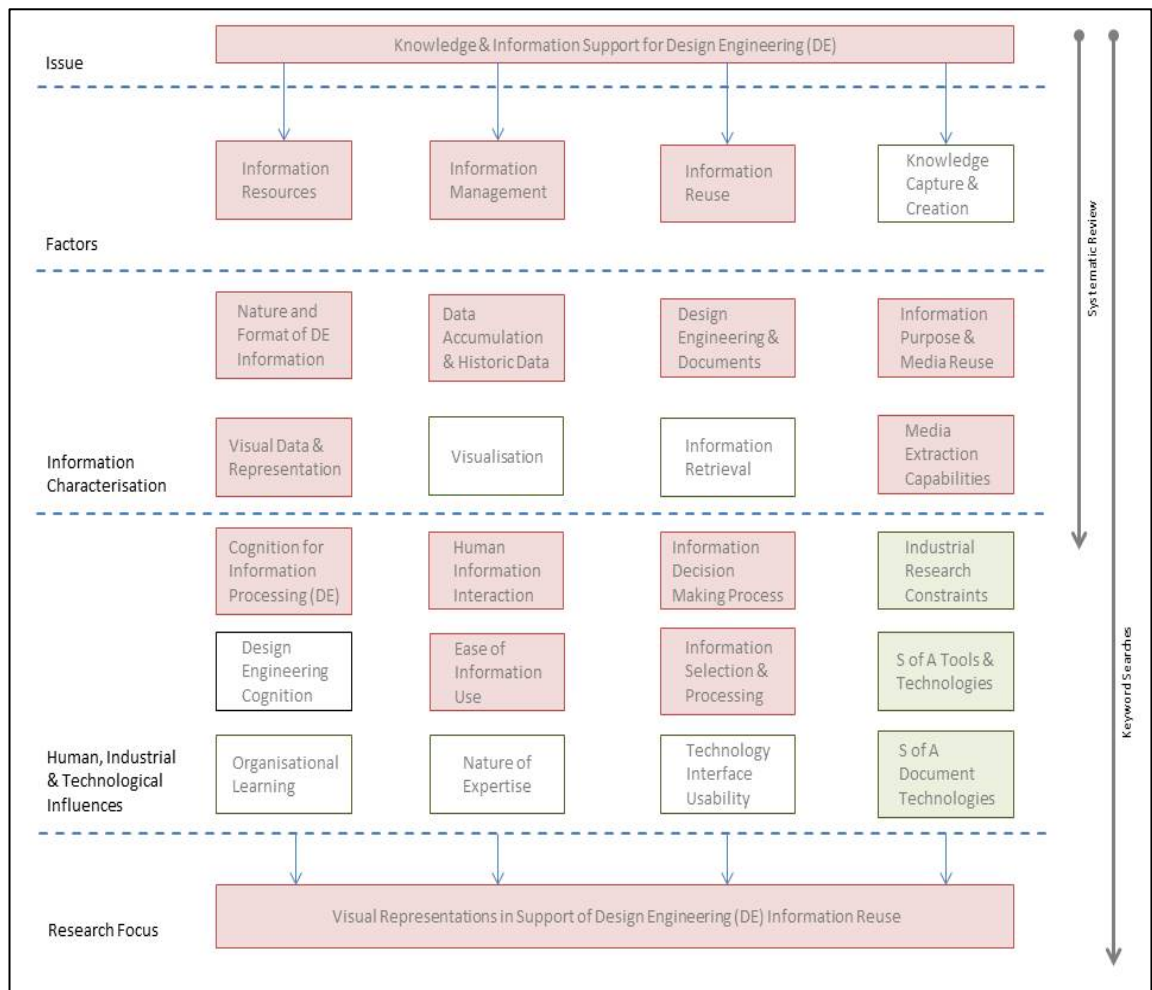 Knowledge & Information Support for Design Engineering (DE)
Issue
Information
Resources
Information
Management
Information
Reuse
Knowledge
Capture &
Creation
Factors
Nature and
Format of DE
Information
Data
Accumulation
& Historic Data
Design
Engineering &
Documents
Information
Purpose &
Media Reuse
Visual Data &
Representation
Visualisation
Information
Retrieval
Media
Extraction
Capabilities
Information
Characterisation
Cognition for
Information
Processing (DE)
Human
Information
Interaction
Information
Decision
Making Process
Industrial
Research
Constraints
Design
Engineering
Cognition
Ease of
Information
Use
Information
Selection &
Processing
S of A Tools &
Technologies
Organisational
Learning
Nature of
Expertise
Technology
Interface
Usability
S of A
Document
Technologies
Human, Industrial
& Technological
Influences
Visual Representations in Support of Design Engineering (DE) Information Reuse
Research Focus
Systematic Review
Keyword Searches